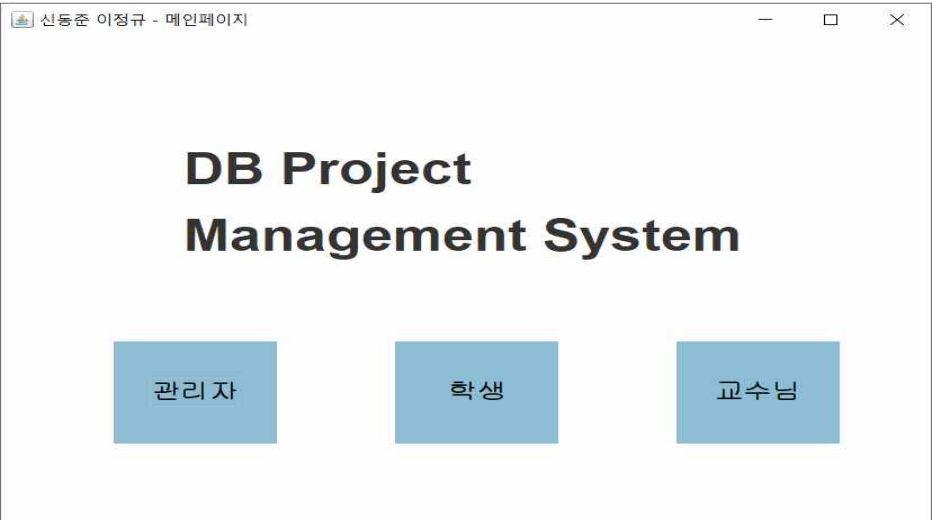 신동준 이정규 - 메인페이지
DB Project
Management System
관리자
학생
교수님